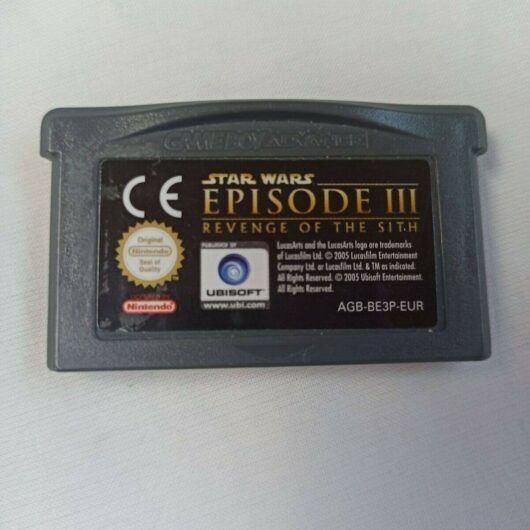 GAME BOY ADVANCE
STAR WARS
CE
EPISODE III
REVENGE OF THE SITH
Original
Nintendo
Seal of
Quality
PUBLISHED BY
UBISOFT
www.ubi.com
LucasArts and the LucasArts logo are trademarks
of Lucasfilm Ltd. © 2005 Lucasfilm Entertainment
Company Ltd. or Lucasfilm Ltd. & TM as indicated.
All Rights Reserved. © 2005 Ubisoft Entertainment.
All Rights Reserved.
LICENSED BY
Nintendo
AGB-BE3P-EUR